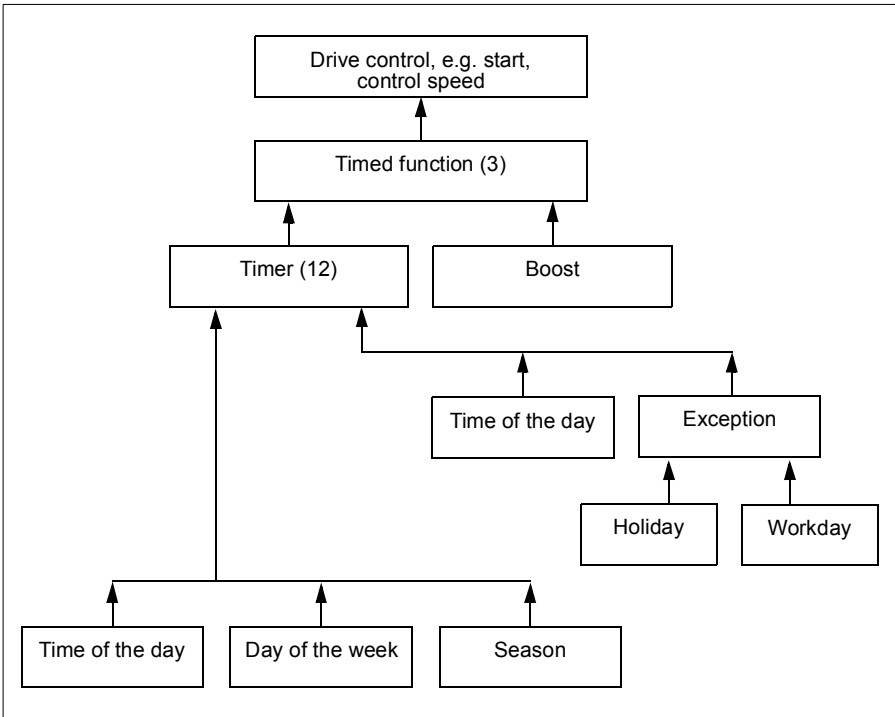 Drive control, e.g. start,
control speed
Timed function (3)
Timer (12)
Boost
Time of the day
Exception
Holiday
Workday
Time of the day
Day of the week
Season